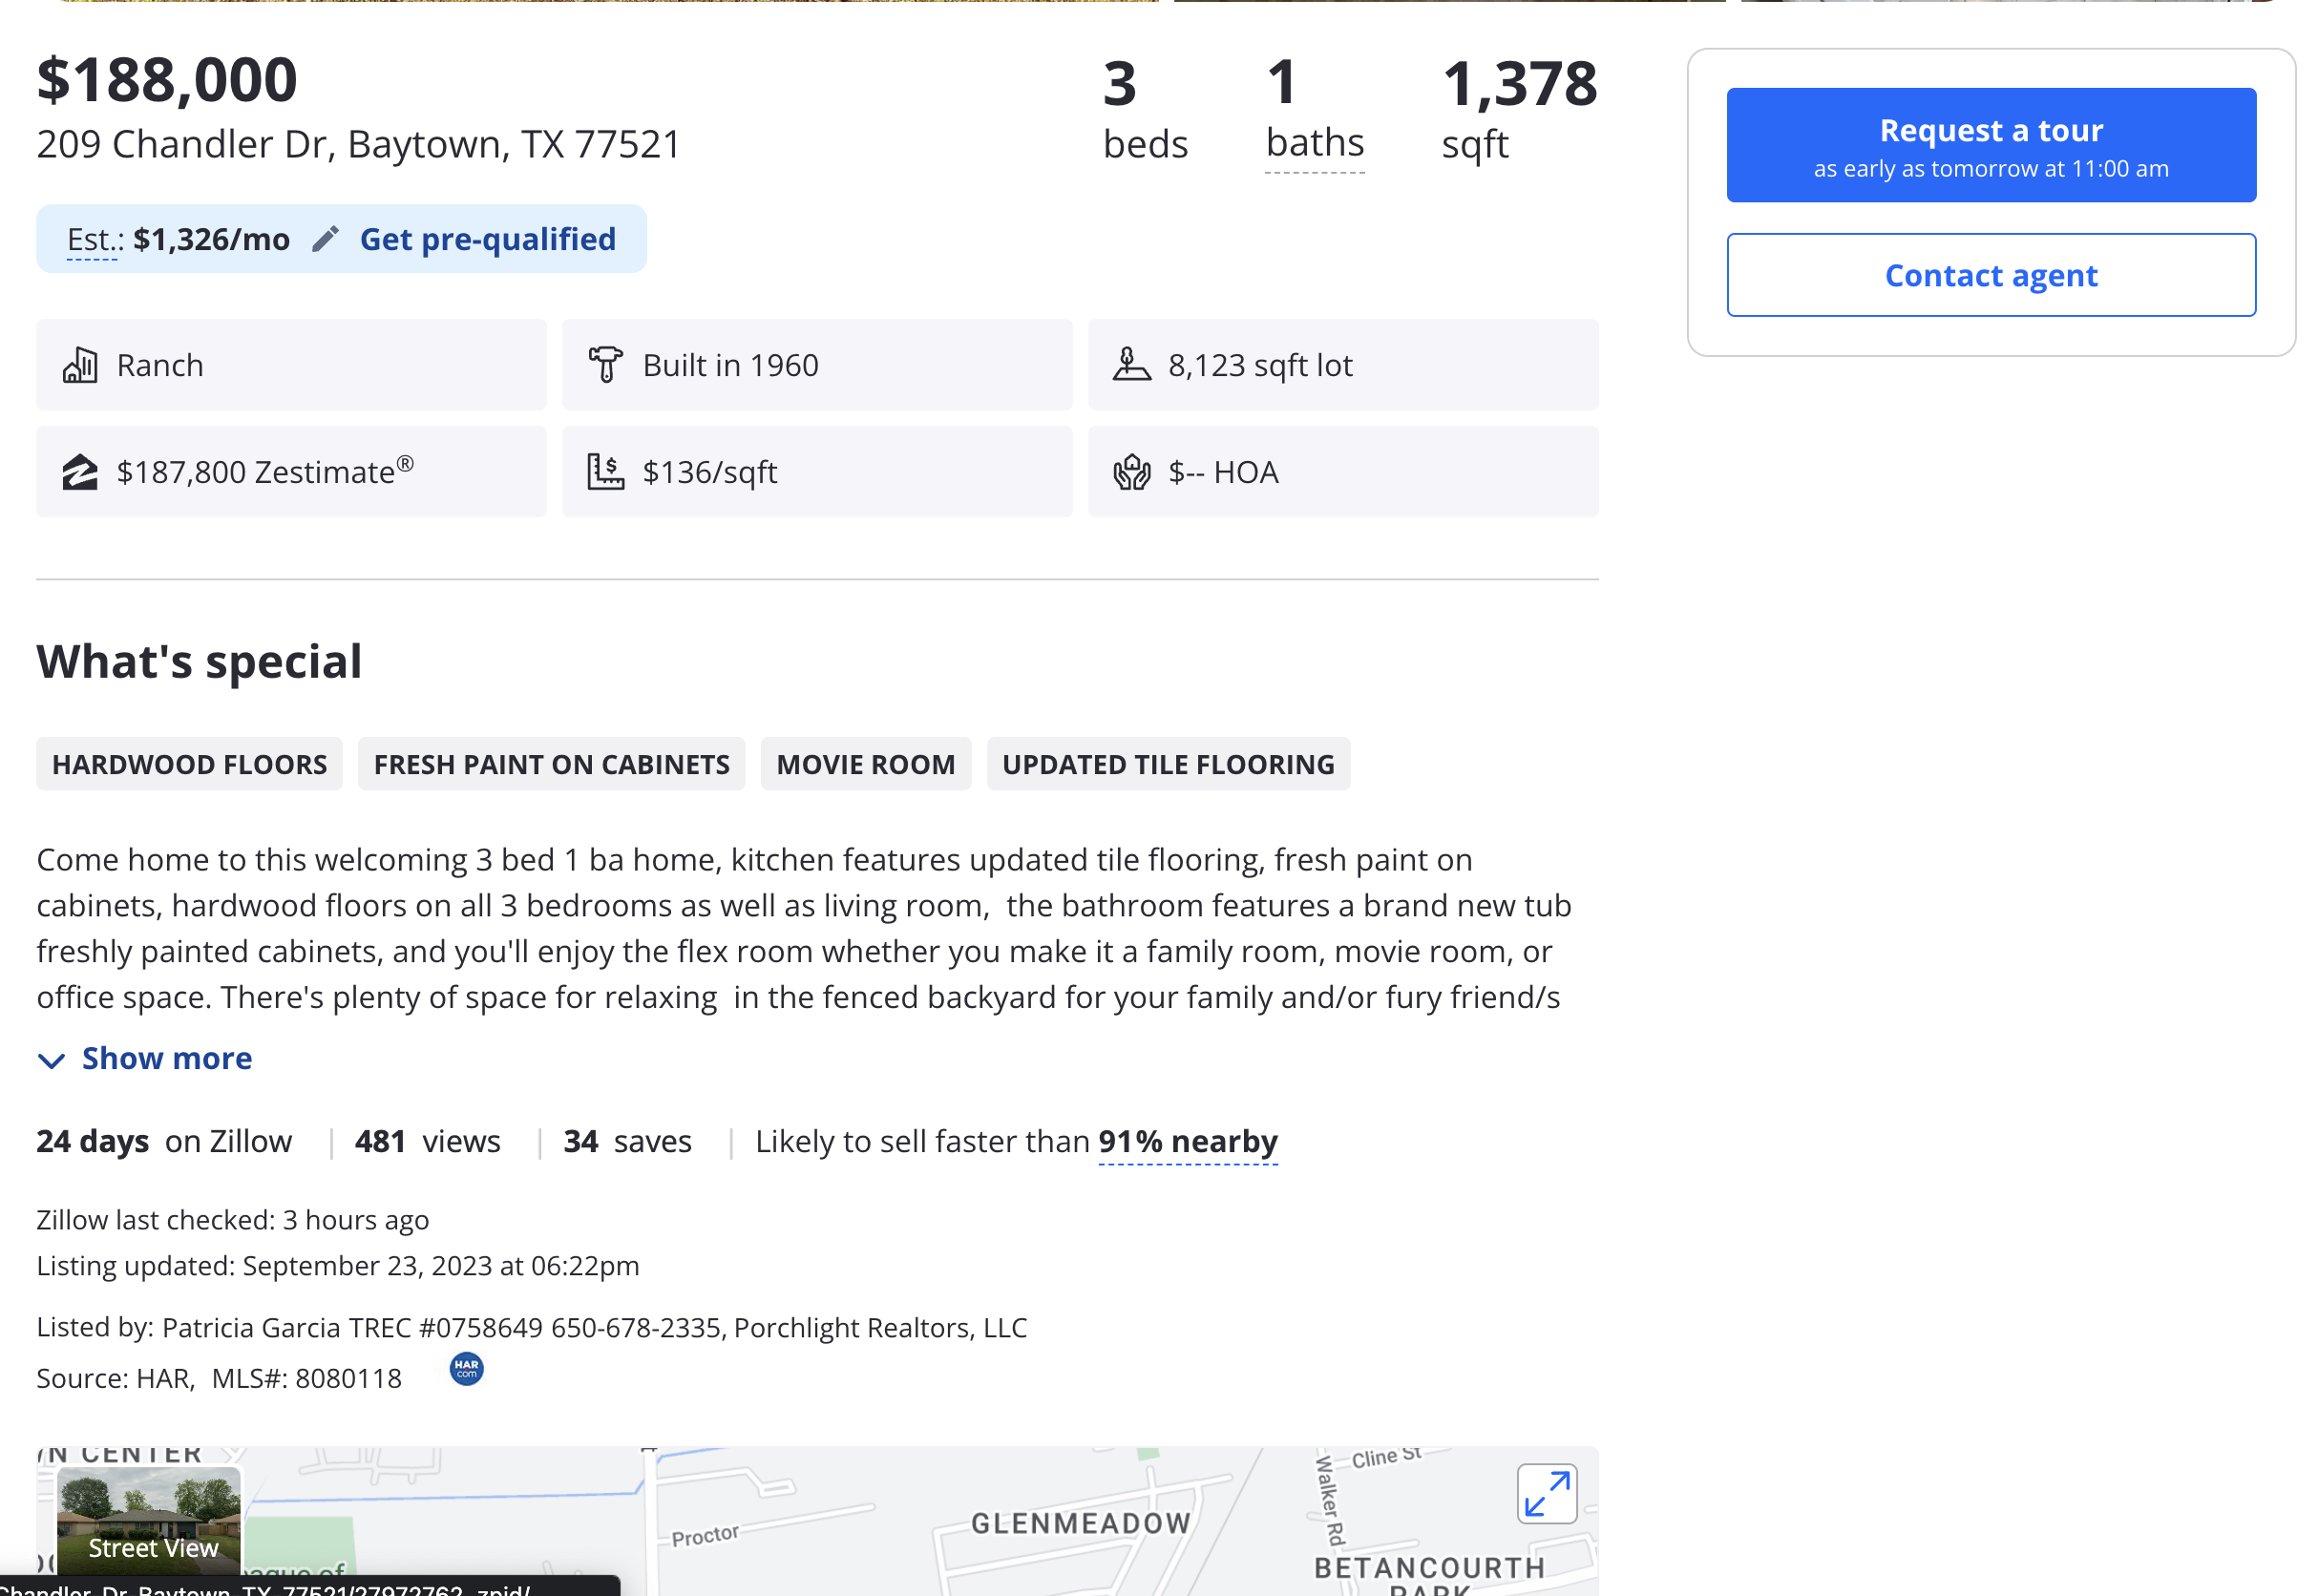 $188,000
209 Chandler Dr, Baytown, TX 77521
3 beds
1 baths
1,378 sqft
Request a tour
as early as tomorrow at 11:00 am
Contact agent
Est.: $1,326/mo Get pre-qualified
Ranch
Built in 1960
8,123 sqft lot
$187,800 Zestimate®
$136/sqft
$-- HOA
What's special
HARDWOOD FLOORS
FRESH PAINT ON CABINETS
MOVIE ROOM
UPDATED TILE FLOORING
Come home to this welcoming 3 bed 1 ba home, kitchen features updated tile flooring, fresh paint on
cabinets, hardwood floors on all 3 bedrooms as well as living room,  the bathroom features a brand new tub
freshly painted cabinets, and you'll enjoy the flex room whether you make it a family room, movie room, or
office space. There's plenty of space for relaxing  in the fenced backyard for your family and/or fury friend/s
Show more
24 days on Zillow | 481 views | 34 saves | Likely to sell faster than 91% nearby
Zillow last checked: 3 hours ago
Listing updated: September 23, 2023 at 06:22pm
Listed by: Patricia Garcia TREC #0758649 650-678-2335, Porchlight Realtors, LLC
Source: HAR,  MLS#: 8080118
HAR
com
CENTER
Cline St
Walker Rd
GLENMEADOW
Proctor
Street View
BETANCOURTH
PARK
of
Chandler-Dr-Baytown-TX-77521/27972762_zpid/